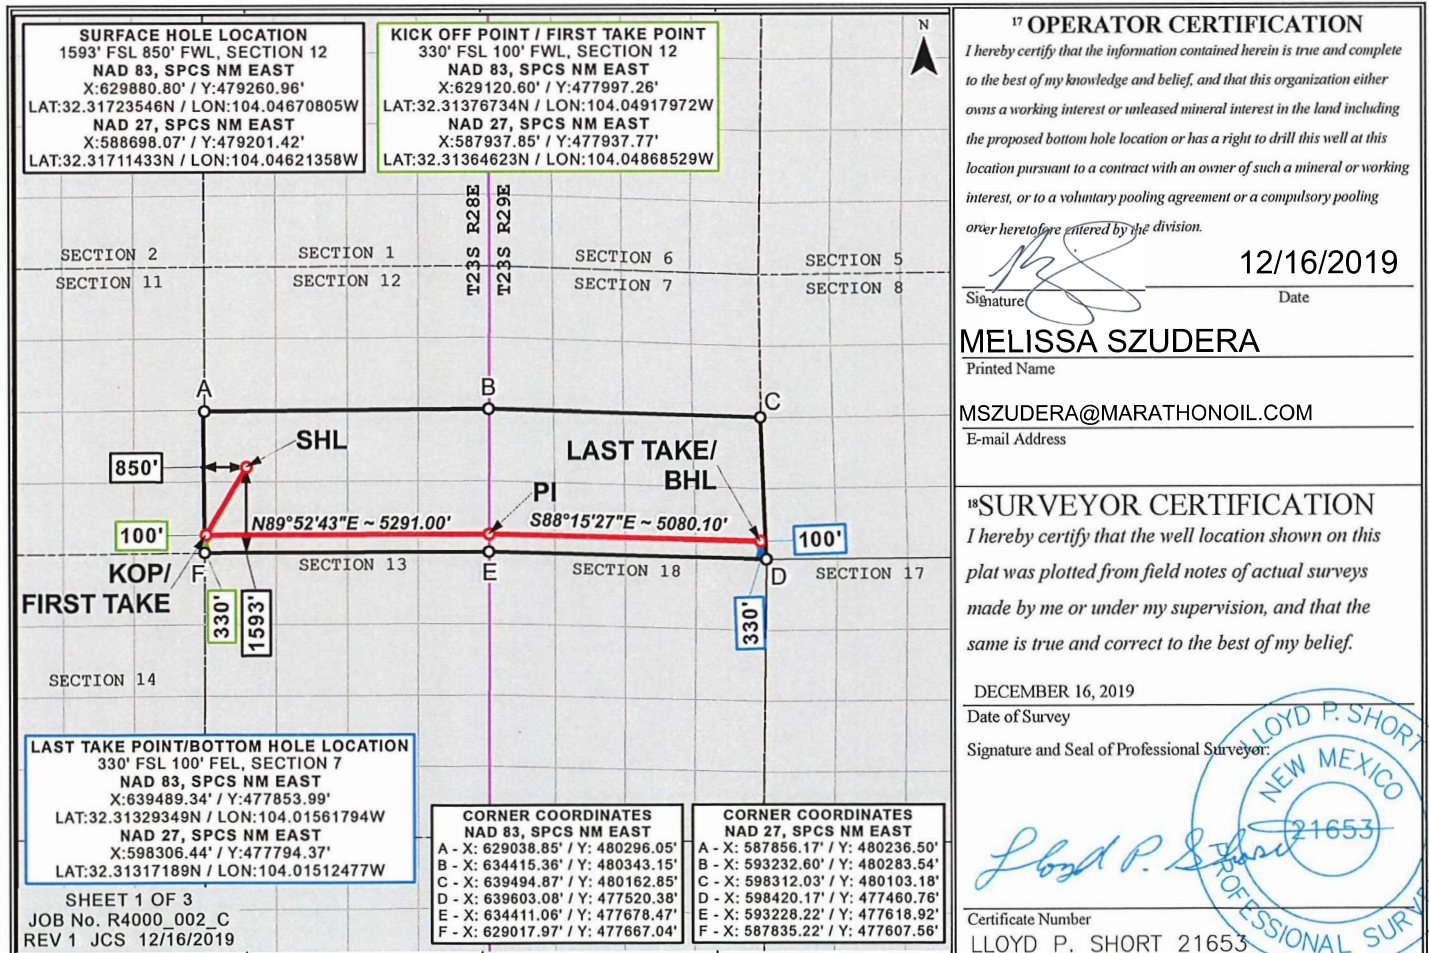 SURFACE HOLE LOCATION
1593' FSL 850' FWL, SECTION 12
NAD 83, SPCS NM EAST
X:629880.80' / Y:479260.96'
LAT:32.31723546N / LON:104.04670805W
NAD 27, SPCS NM EAST
X:588698.07' / Y:479201.42'
LAT:32.31711433N / LON:104.04621358W
KICK OFF POINT / FIRST TAKE POINT
330' FSL 100' FWL, SECTION 12
NAD 83, SPCS NM EAST
X:629120.60' / Y:477997.26'
LAT:32.31376734N / LON:104.04917972W
NAD 27, SPCS NM EAST
X:587937.85' / Y:477937.77'
LAT:32.31364623N / LON:104.04868529W
N
T23S R28E
T23S R29E
SECTION 2
SECTION 1
SECTION 6
SECTION 5
SECTION 11
SECTION 12
SECTION 7
SECTION 8
A
B
C
SHL
850'
LAST TAKE/
BHL
PI
N89°52'43"E ~ 5291.00'
S88°15'27"E ~ 5080.10'
100'
100'
F
E
D
SECTION 13
SECTION 18
SECTION 17
KOP/
FIRST TAKE
330'
1593'
330'
SECTION 14
LAST TAKE POINT/BOTTOM HOLE LOCATION
330' FSL 100' FEL, SECTION 7
NAD 83, SPCS NM EAST
X:639489.34' / Y:477853.99'
LAT:32.31329349N / LON:104.01561794W
NAD 27, SPCS NM EAST
X:598306.44' / Y:477794.37'
LAT:32.31317189N / LON:104.01512477W
CORNER COORDINATES
NAD 83, SPCS NM EAST
A - X: 629038.85' / Y: 480296.05'
B - X: 634415.36' / Y: 480343.15'
C - X: 639494.87' / Y: 480162.85'
D - X: 639603.08' / Y: 477520.38'
E - X: 634411.06' / Y: 477678.47'
F - X: 629017.97' / Y: 477667.04'
CORNER COORDINATES
NAD 27, SPCS NM EAST
A - X: 587856.17' / Y: 480236.50'
B - X: 593232.60' / Y: 480283.54'
C - X: 598312.03' / Y: 480103.18'
D - X: 598420.17' / Y: 477460.76'
E - X: 593228.22' / Y: 477618.92'
F - X: 587835.22' / Y: 477607.56'
SHEET 1 OF 3
JOB No. R4000_002_C
REV 1 JCS 12/16/2019
17 OPERATOR CERTIFICATION
I hereby certify that the information contained herein is true and complete
to the best of my knowledge and belief, and that this organization either
owns a working interest or unleased mineral interest in the land including
the proposed bottom hole location or has a right to drill this well at this
location pursuant to a contract with an owner of such a mineral or working
interest, or to a voluntary pooling agreement or a compulsory pooling
order heretofore entered by the division.
12/16/2019
Signature
Date
MELISSA SZUDERA
Printed Name
MSZUDERA@MARATHONOIL.COM
E-mail Address
18 SURVEYOR CERTIFICATION
I hereby certify that the well location shown on this
plat was plotted from field notes of actual surveys
made by me or under my supervision, and that the
same is true and correct to the best of my belief.
DECEMBER 16, 2019
Date of Survey
Signature and Seal of Professional Surveyor:
LLOYD P. SHORT
NEW MEXICO
21653
Lloyd P. Short
PROFESSIONAL SURVE
Certificate Number
LLOYD P. SHORT 21653